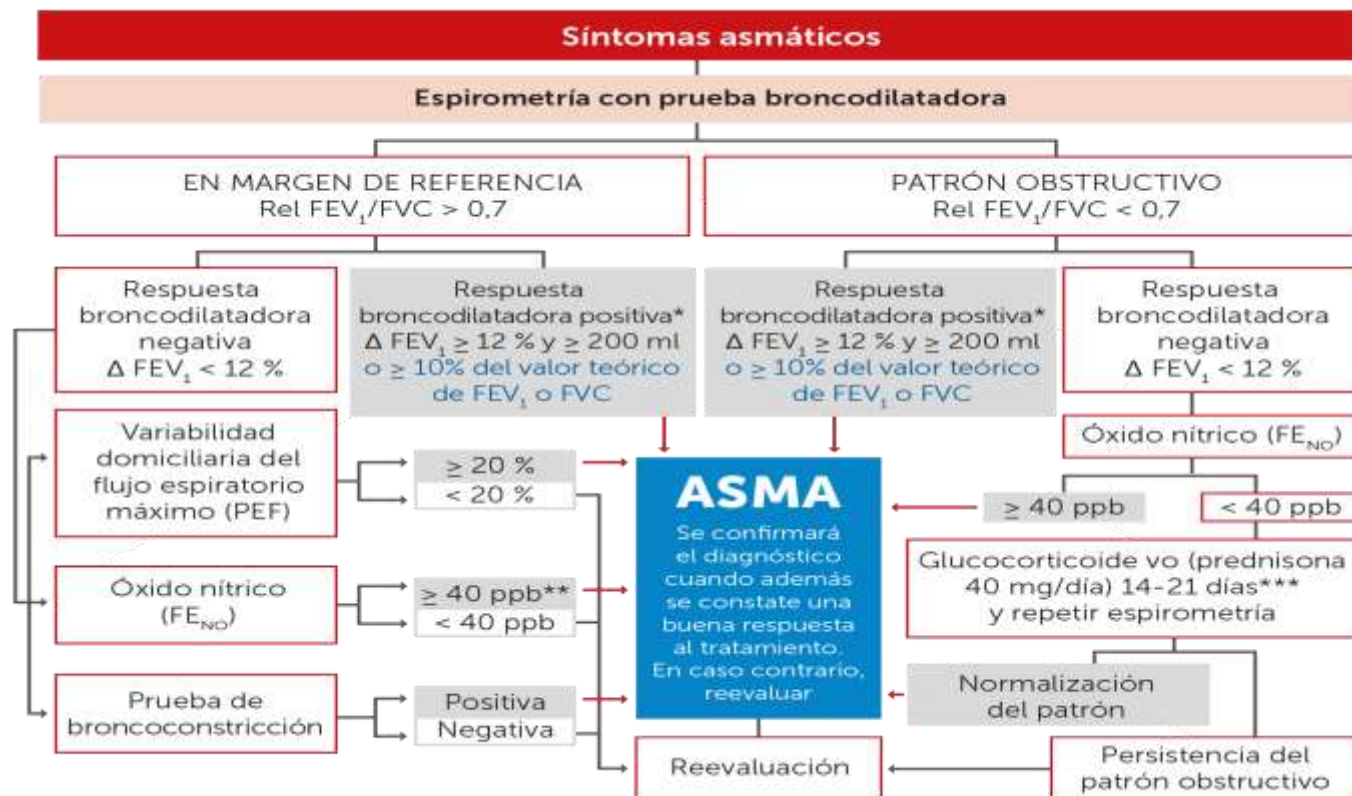 Síntomas asmáticos
Espirometría con prueba broncodilatadora
EN MARGEN DE REFERENCIA
Rel FEV₁/FVC > 0,7
PATRÓN OBSTRUCTIVO
Rel FEV₁/FVC < 0,7
Respuesta
broncodilatadora
negativa
Δ FEV₁ < 12 %
Respuesta
broncodilatadora positiva*
Δ FEV₁ ≥ 12 % y ≥ 200 ml
o ≥ 10% del valor teórico
de FEV₁ o FVC
Respuesta
broncodilatadora positiva*
Δ FEV₁ ≥ 12 % y ≥ 200 ml
o ≥ 10% del valor teórico
de FEV₁ o FVC
Respuesta
broncodilatadora
negativa
Δ FEV₁ < 12 %
Variabilidad
domiciliaria del
flujo espiratorio
máximo (PEF)
≥ 20 %
< 20 %
Óxido nítrico
(FE_NO)
≥ 40 ppb**
< 40 ppb
Prueba de
broncoconstricción
Positiva
Negativa
ASMA
Se confirmará
el diagnóstico
cuando además
se constate una
buena respuesta
al tratamiento.
En caso contrario,
reevaluar
Óxido nítrico (FE_NO)
≥ 40 ppb
< 40 ppb
Glucocorticoide vo (prednisona
40 mg/día) 14-21 días***
y repetir espirometría
Normalización
del patrón
Persistencia del
patrón obstructivo
Reevaluación